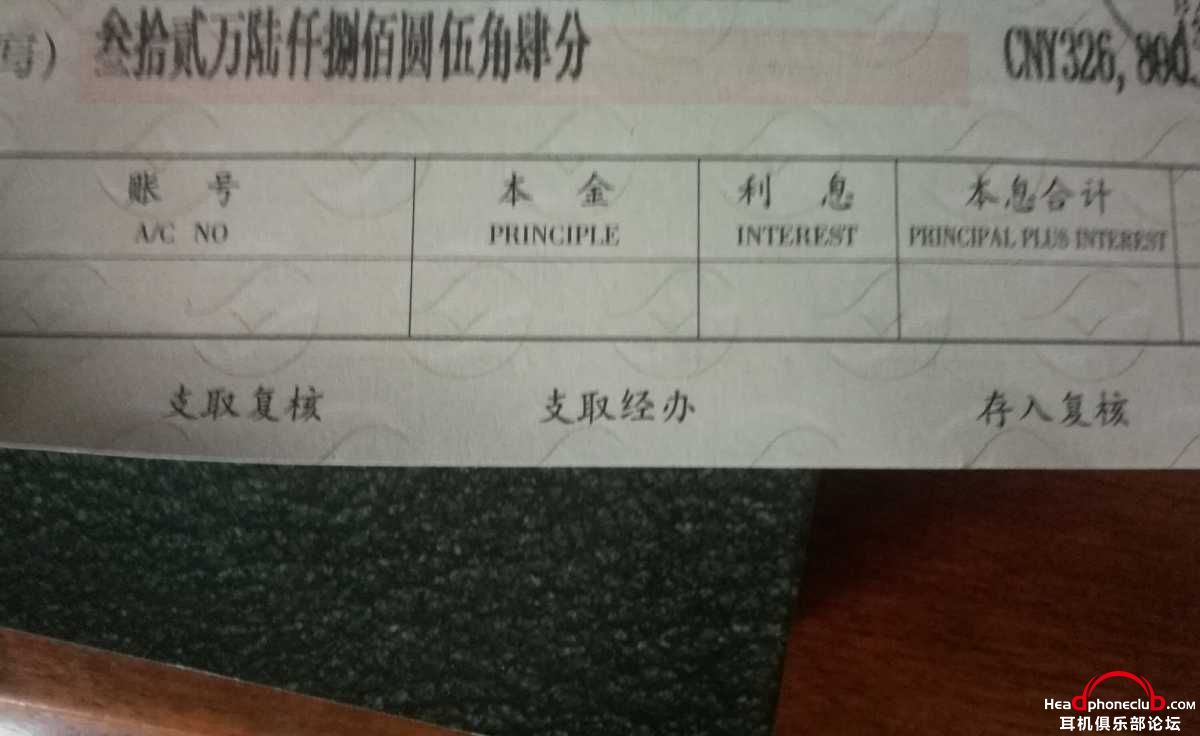 写）叁拾贰万陆仟捌佰圆伍角肆分 CNY326,800.
账 号 本 金 利 息 本息合计
A/C NO PRINCIPLE INTEREST PRINCIPAL PLUS INTEREST
支取复核 支取经办 存入复核
Headphoneclub.com
耳机俱乐部论坛